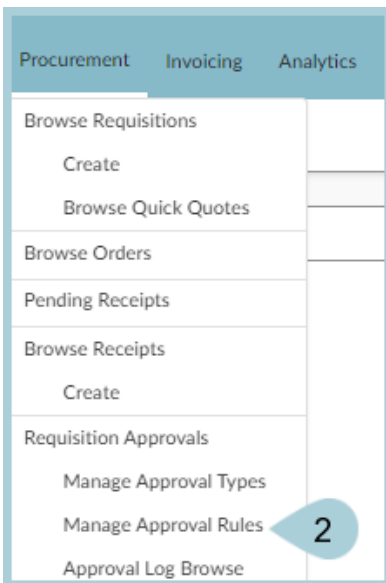 Procurement Invoicing Analytics
Browse Requisitions
Create
Browse Quick Quotes
Browse Orders
Pending Receipts
Browse Receipts
Create
Requisition Approvals
Manage Approval Types
Manage Approval Rules 2
Approval Log Browse